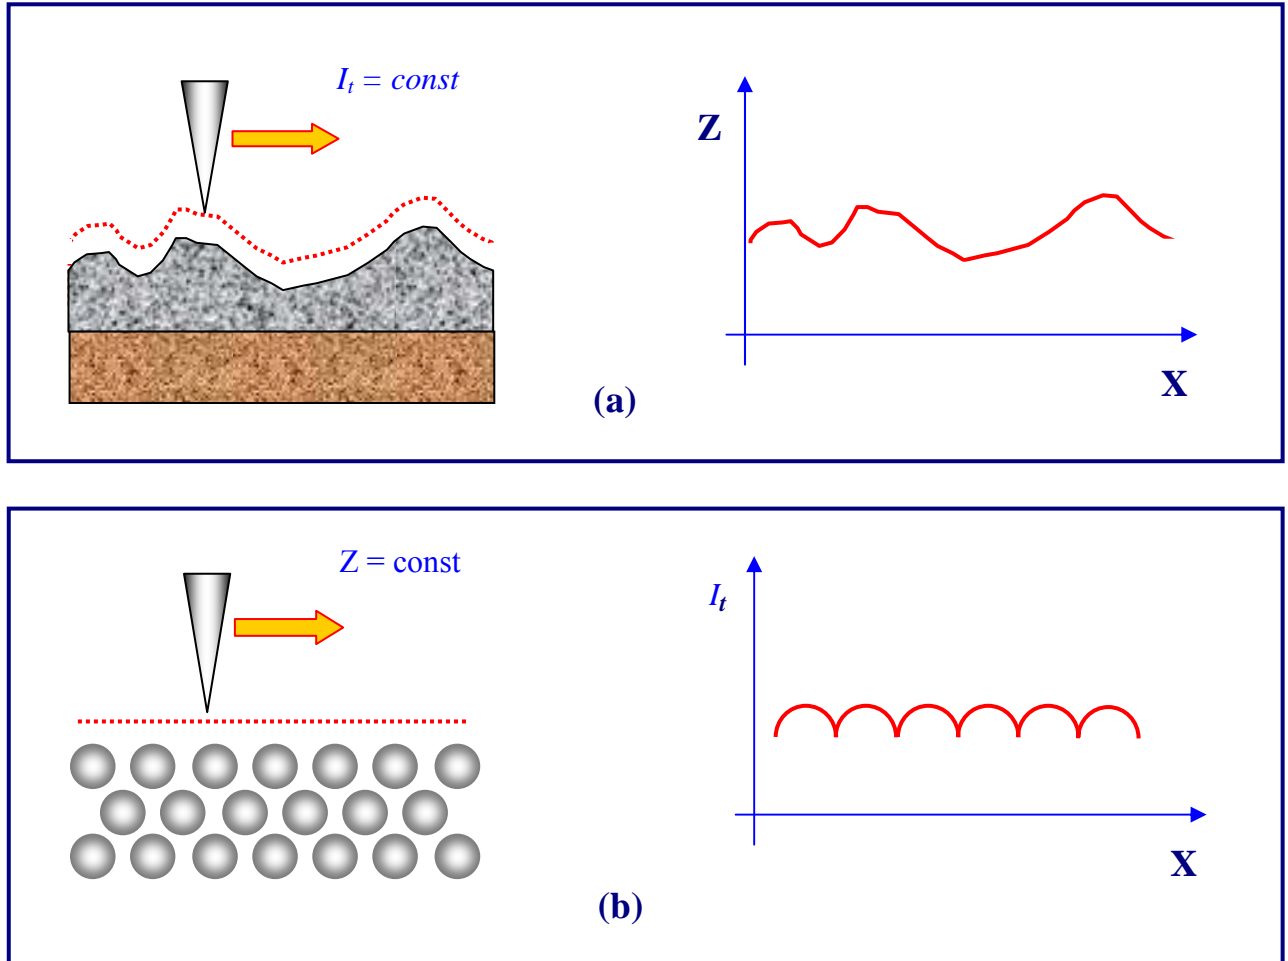 I_t = const
Z
X
(a)
Z = const
I_t
X
(b)